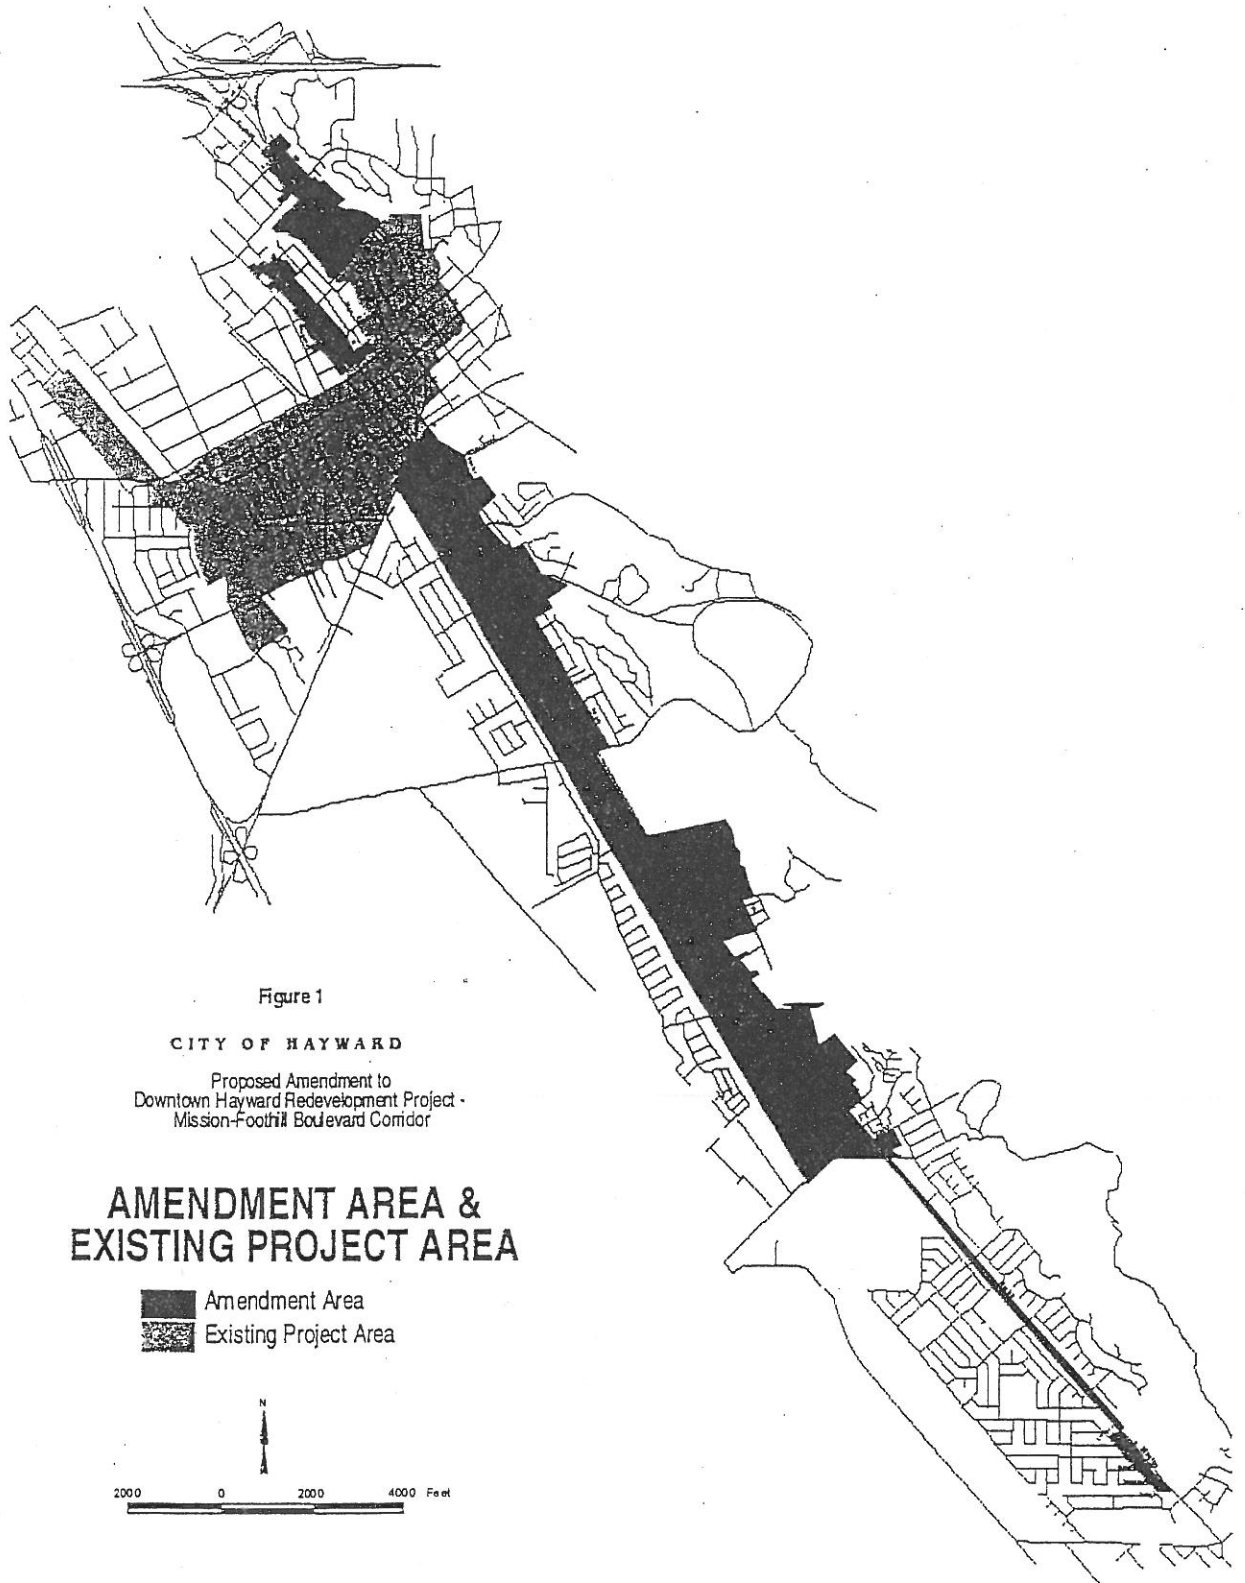 Figure 1
CITY OF HAYWARD
Proposed Amendment to
Downtown Hayward Redevelopment Project -
Mission-Foothill Boulevard Corridor
AMENDMENT AREA &
EXISTING PROJECT AREA
Amendment Area
Existing Project Area
N
2000 0 2000 4000 Feet